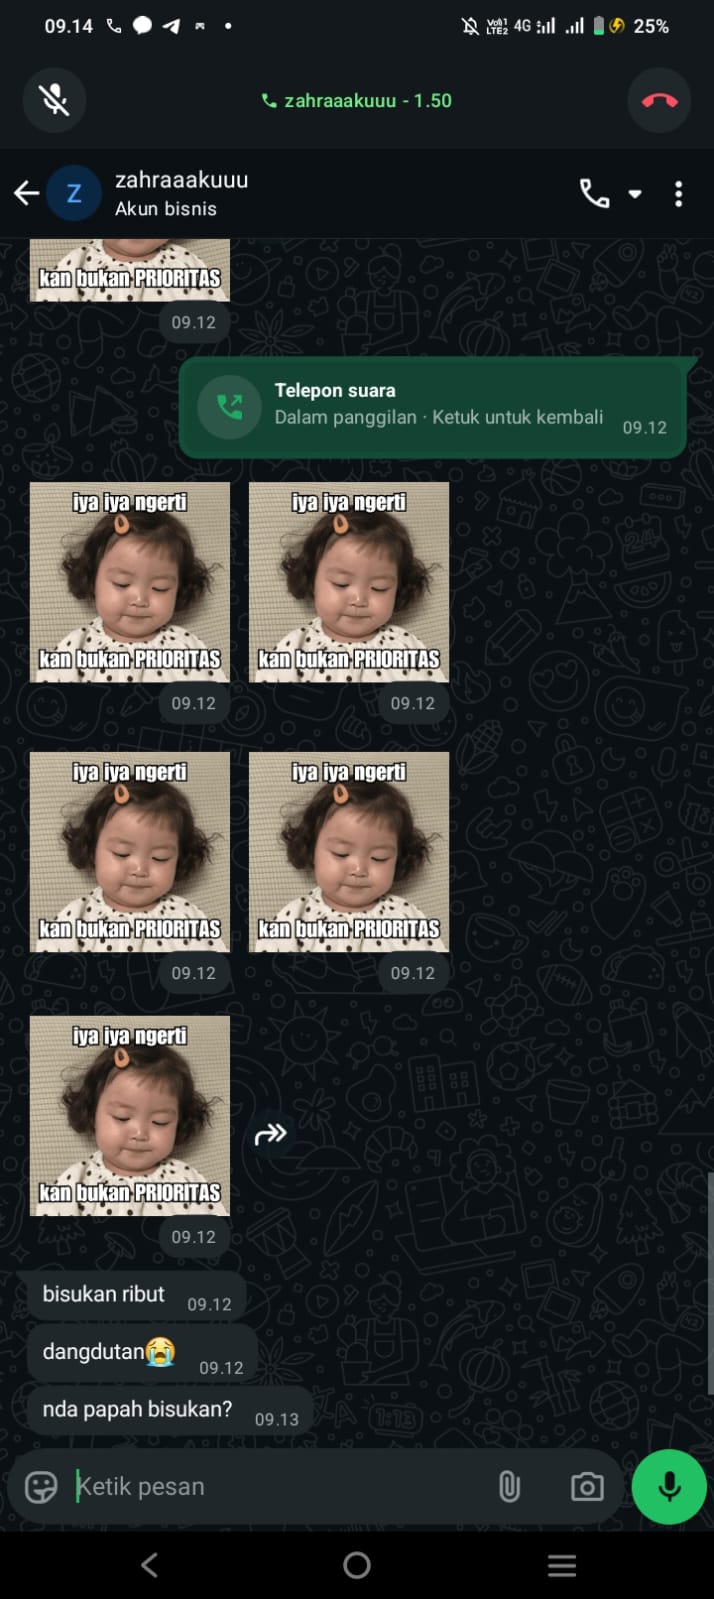 09.14
Vo))1
LTE2
4G
25%
zahraaakuuu - 1.50
Z
zahraaakuuu
Akun bisnis
kan bukan PRIORITAS
09.12
Telepon suara
Dalam panggilan · Ketuk untuk kembali
09.12
iya iya ngerti
iya iya ngerti
kan bukan PRIORITAS
kan bukan PRIORITAS
09.12
09.12
iya iya ngerti
iya iya ngerti
kan bukan PRIORITAS
kan bukan PRIORITAS
09.12
09.12
iya iya ngerti
kan bukan PRIORITAS
09.12
bisukan ribut
09.12
dangdutan😭
09.12
nda papah bisukan?
09.13
Ketik pesan